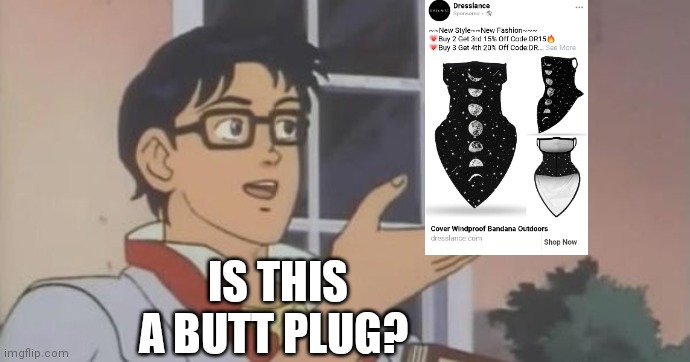 Dresslance
Sponsored
~~New Style~~New Fashion~~~
Buy 2 Get 3rd 15% Off Code:DR15🔥
Buy 3 Get 4th 20% Off Code:DR... See More
Cover Windproof Bandana Outdoors
dresslance.com
Shop Now
IS THIS
A BUTT PLUG?
imgflip.com